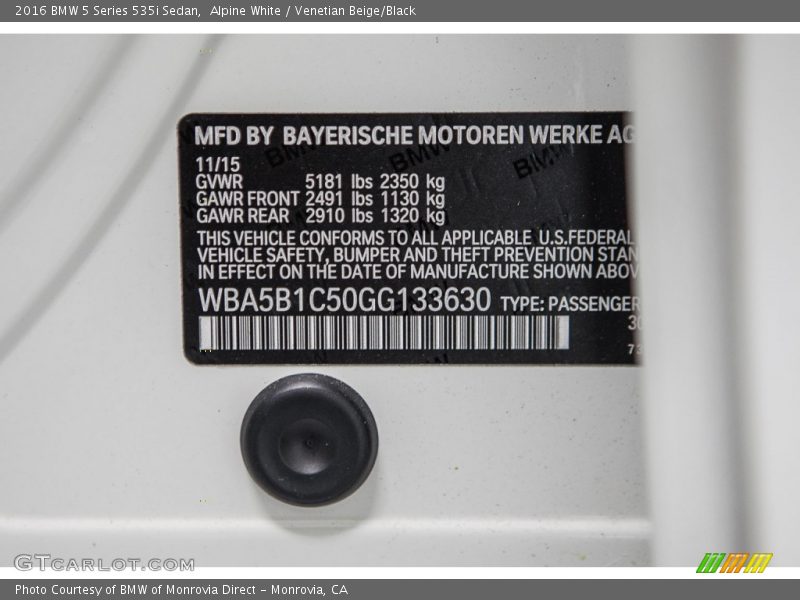 2016 BMW 5 Series 535i Sedan,  Alpine White / Venetian Beige/Black
MFD BY BAYERISCHE MOTOREN WERKE AG
11/15
GVWR 5181 lbs 2350 kg
GAWR FRONT 2491 lbs 1130 kg
GAWR REAR 2910 lbs 1320 kg
THIS VEHICLE CONFORMS TO ALL APPLICABLE U.S.FEDERAL
VEHICLE SAFETY, BUMPER AND THEFT PREVENTION STAN
IN EFFECT ON THE DATE OF MANUFACTURE SHOWN ABOV
WBA5B1C50GG133630 TYPE: PASSENGER
30
73
GTCARLOT.COM
Photo Courtesy of BMW of Monrovia Direct – Monrovia, CA